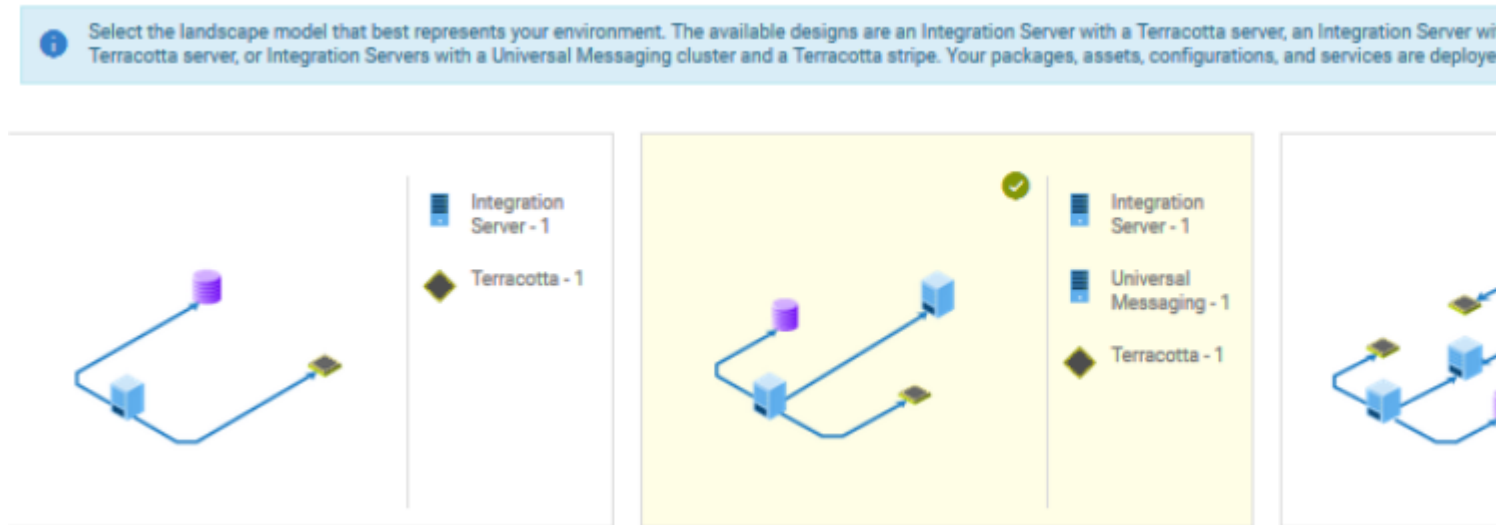 Select the landscape model that best represents your environment. The available designs are an Integration Server with a Terracotta server, an Integration Server wi
Terracotta server, or Integration Servers with a Universal Messaging cluster and a Terracotta stripe. Your packages, assets, configurations, and services are deploye
Integration
Server - 1
Terracotta - 1
Integration
Server - 1
Universal
Messaging - 1
Terracotta - 1